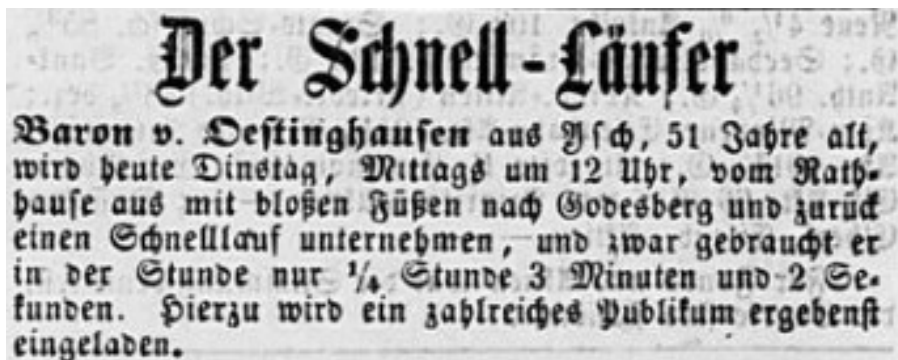 Der Schnell-Läufer
Baron v. Oestinghausen aus Ysch, 51 Jahre alt,
wird heute Dinstag, Mittags um 12 Uhr, vom Rath-
hause aus mit bloßen Füßen nach Godesberg und zurück
einen Schnelllauf unternehmen, und zwar gebraucht er
in der Stunde nur ¼ Stunde 3 Minuten und 2 Se-
kunden. Hierzu wird ein zahlreiches Publikum ergebenst
eingeladen.